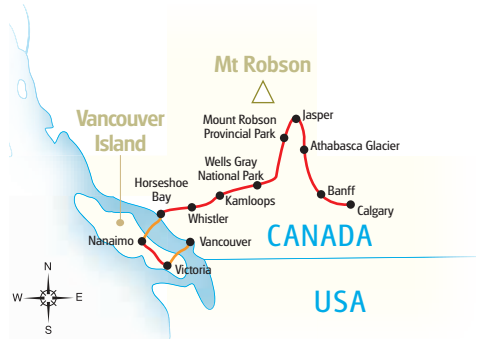 Mt Robson
Jasper
Mount Robson
Provincial Park
Vancouver
Island
Athabasca Glacier
Wells Gray
National Park
Horseshoe
Bay
Banff
Kamloops
Calgary
Whistler
Nanaimo
Vancouver
CANADA
Victoria
N
W
E
S
USA